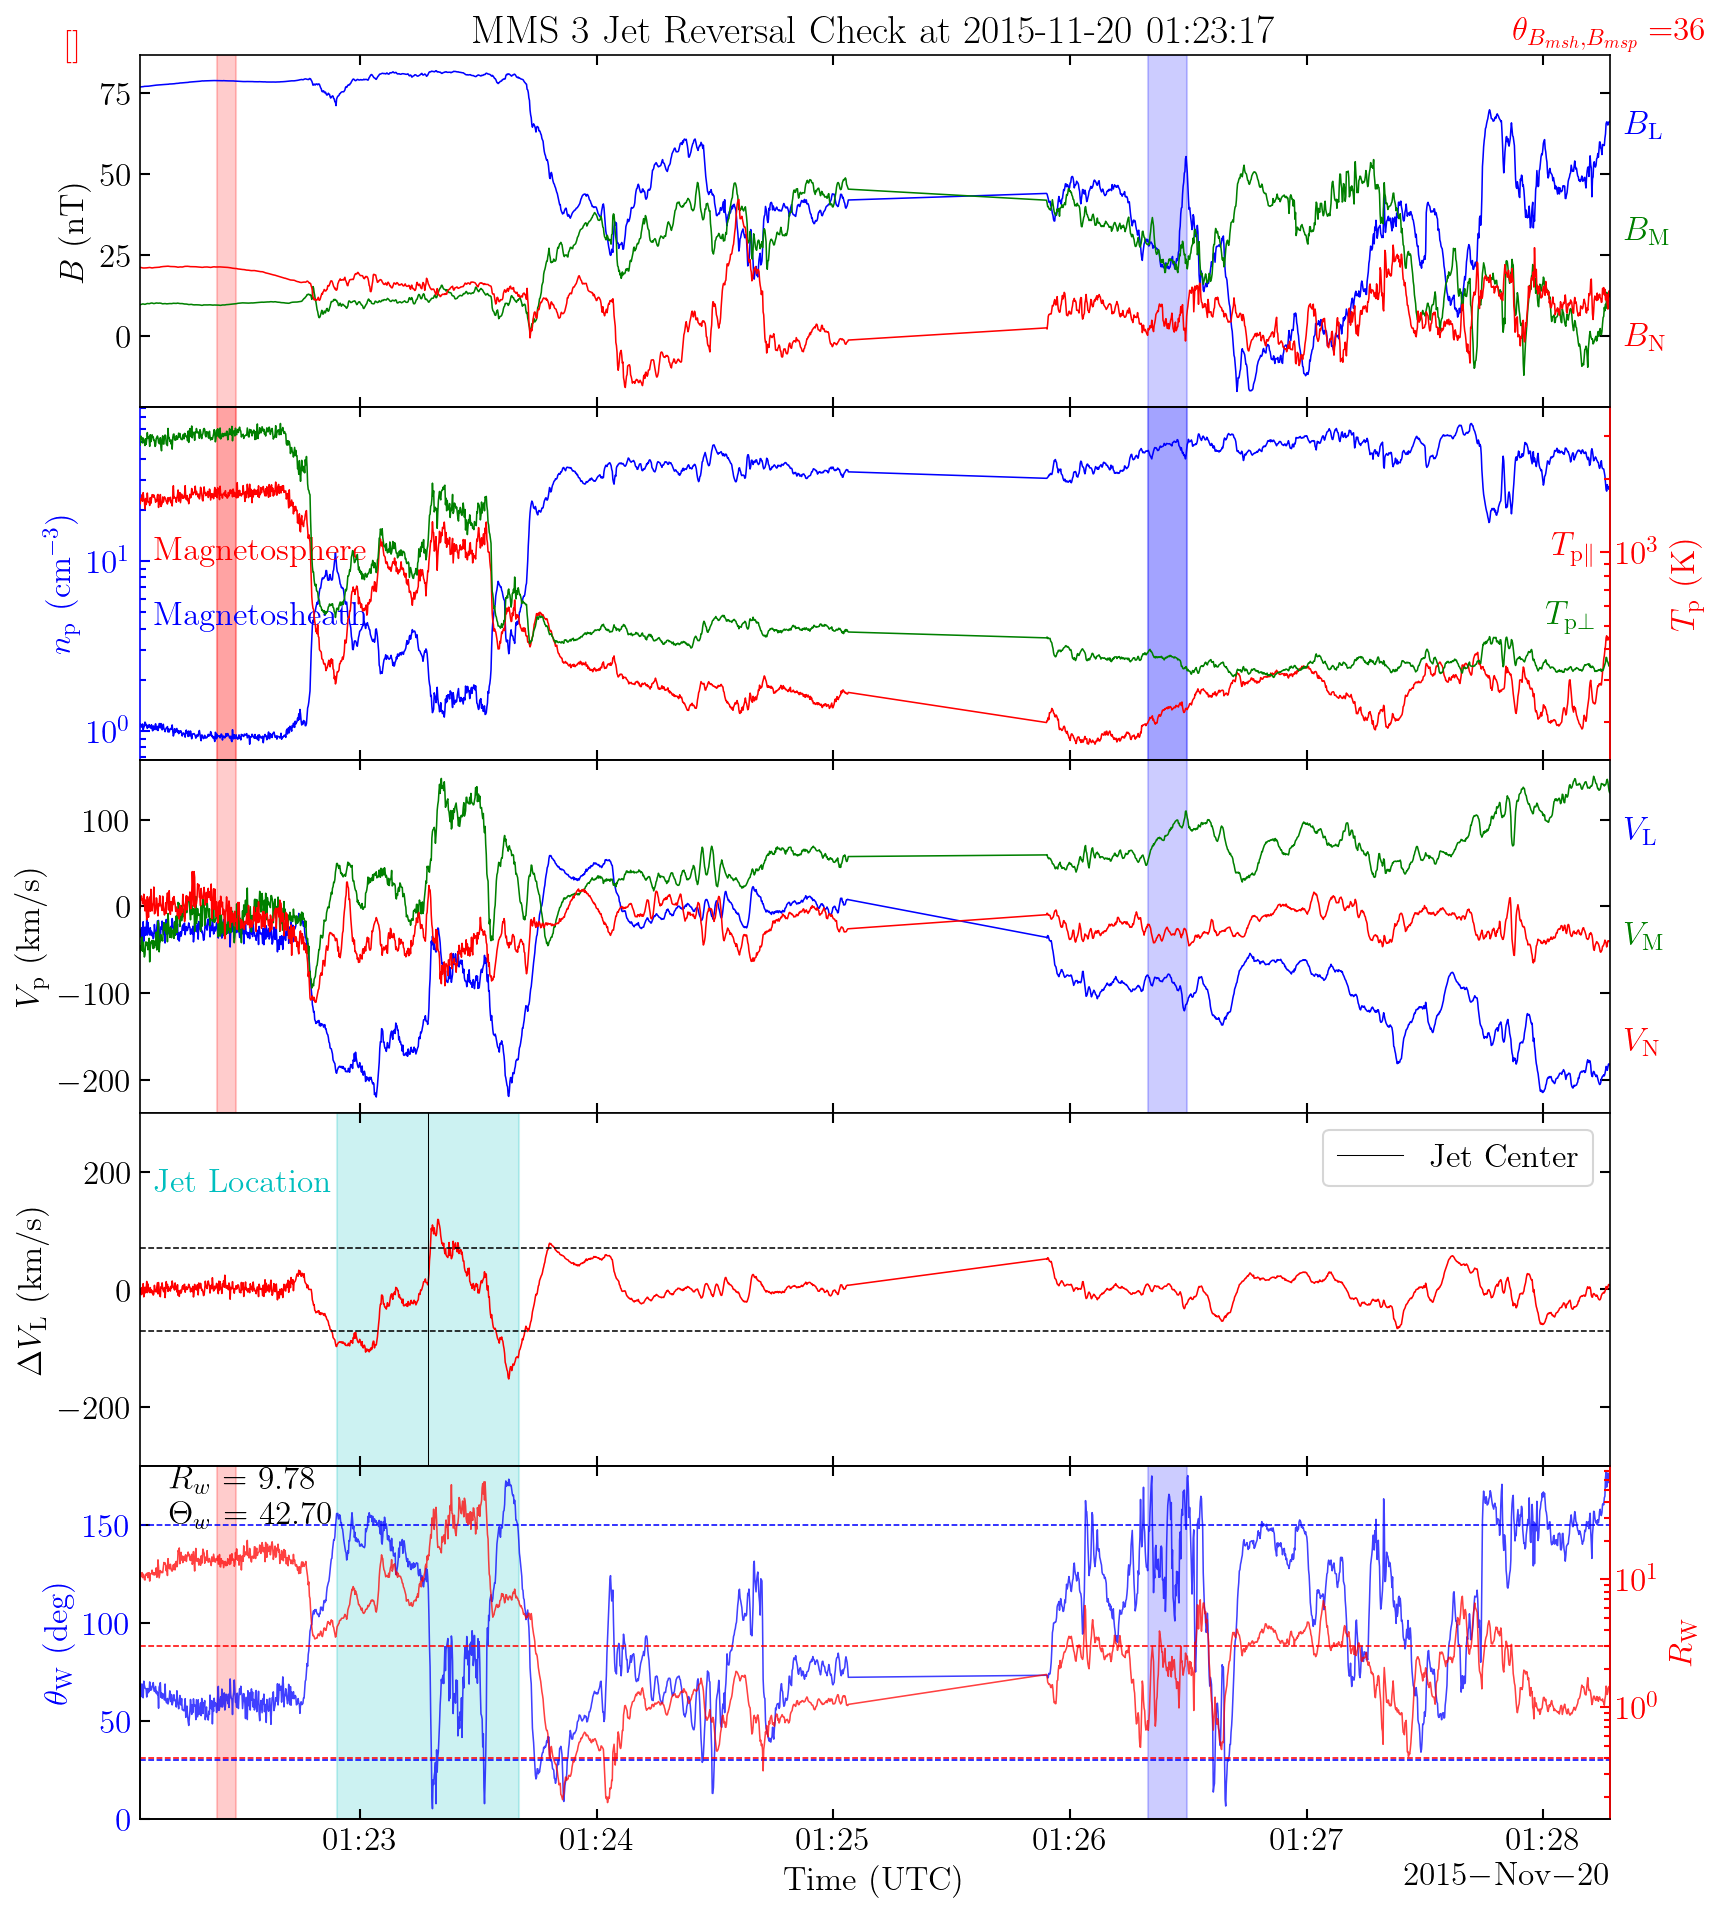 MMS 3 Jet Reversal Check at 2015-11-20 01:23:17
θ_{B_{msh},B_{msp}} =36
[]
B (nT)
75
50
25
0
B_L
B_M
B_N
n_p (cm^{−3})
10^1
10^0
Magnetosphere
Magnetosheath
T_{p∥}
T_{p⊥}
10^3
T_p (K)
V_p (km/s)
100
0
−100
−200
V_L
V_M
V_N
ΔV_L (km/s)
200
0
−200
Jet Location
Jet Center
R_w = 9.78
Θ_w = 42.70
θ_W (deg)
150
100
50
0
10^1
10^0
R_W
01:23 01:24 01:25 01:26 01:27 01:28
Time (UTC)
2015−Nov−20